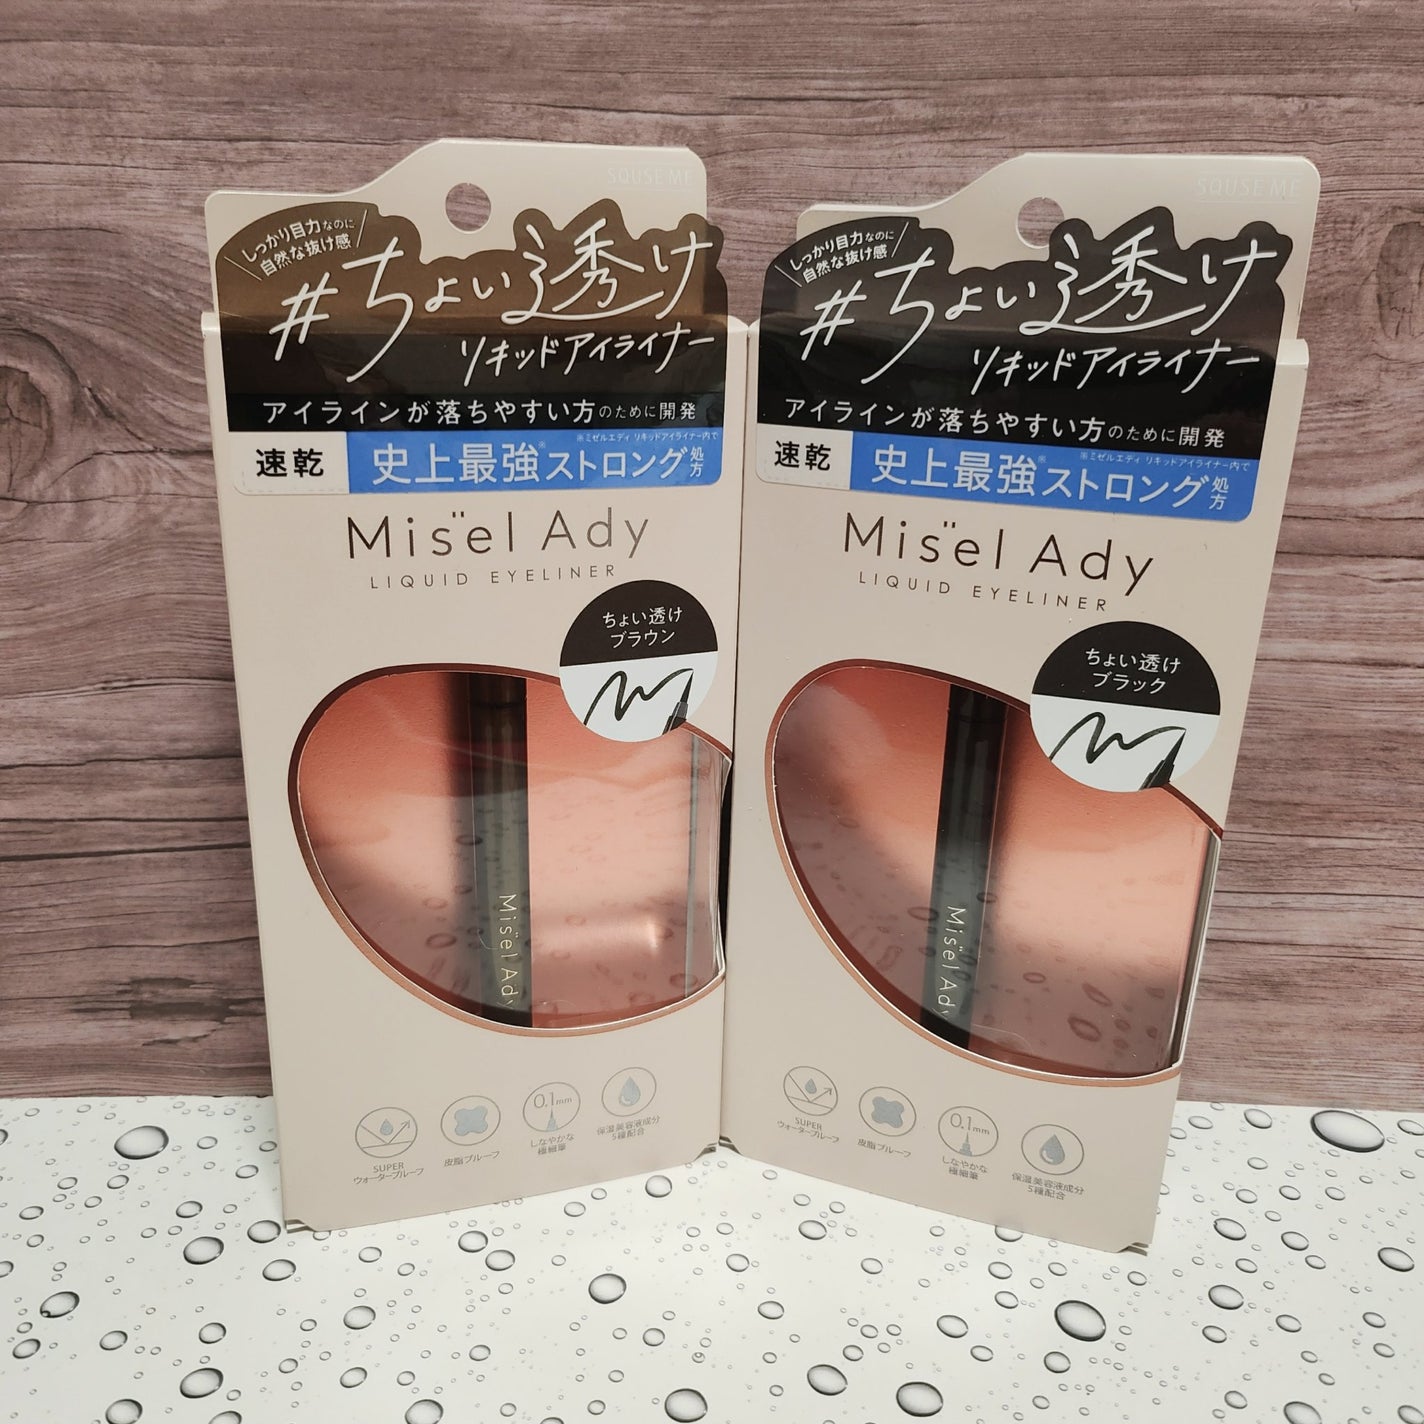 SQUSE ME
しっかり目力なのに
自然な抜け感
#ちょい透け
リキッドアイライナー
アイラインが落ちやすい方のために開発
※ミゼルエディ リキッドアイライナー内で
速乾 史上最強※ストロング処方
Misël Ady
LIQUID EYELINER
ちょい透け
ブラウン
Misël Ady
SUPER
ウォータープルーフ
皮脂プルーフ
0.1mm
しなやかな
極細筆
保湿美容液成分
5種配合
SQUSE ME
しっかり目力なのに
自然な抜け感
#ちょい透け
リキッドアイライナー
アイラインが落ちやすい方のために開発
※ミゼルエディ リキッドアイライナー内で
速乾 史上最強※ストロング処方
Misël Ady
LIQUID EYELINER
ちょい透け
ブラック
Misël Ady
SUPER
ウォータープルーフ
皮脂プルーフ
0.1mm
しなやかな
極細筆
保湿美容液成分
5種配合